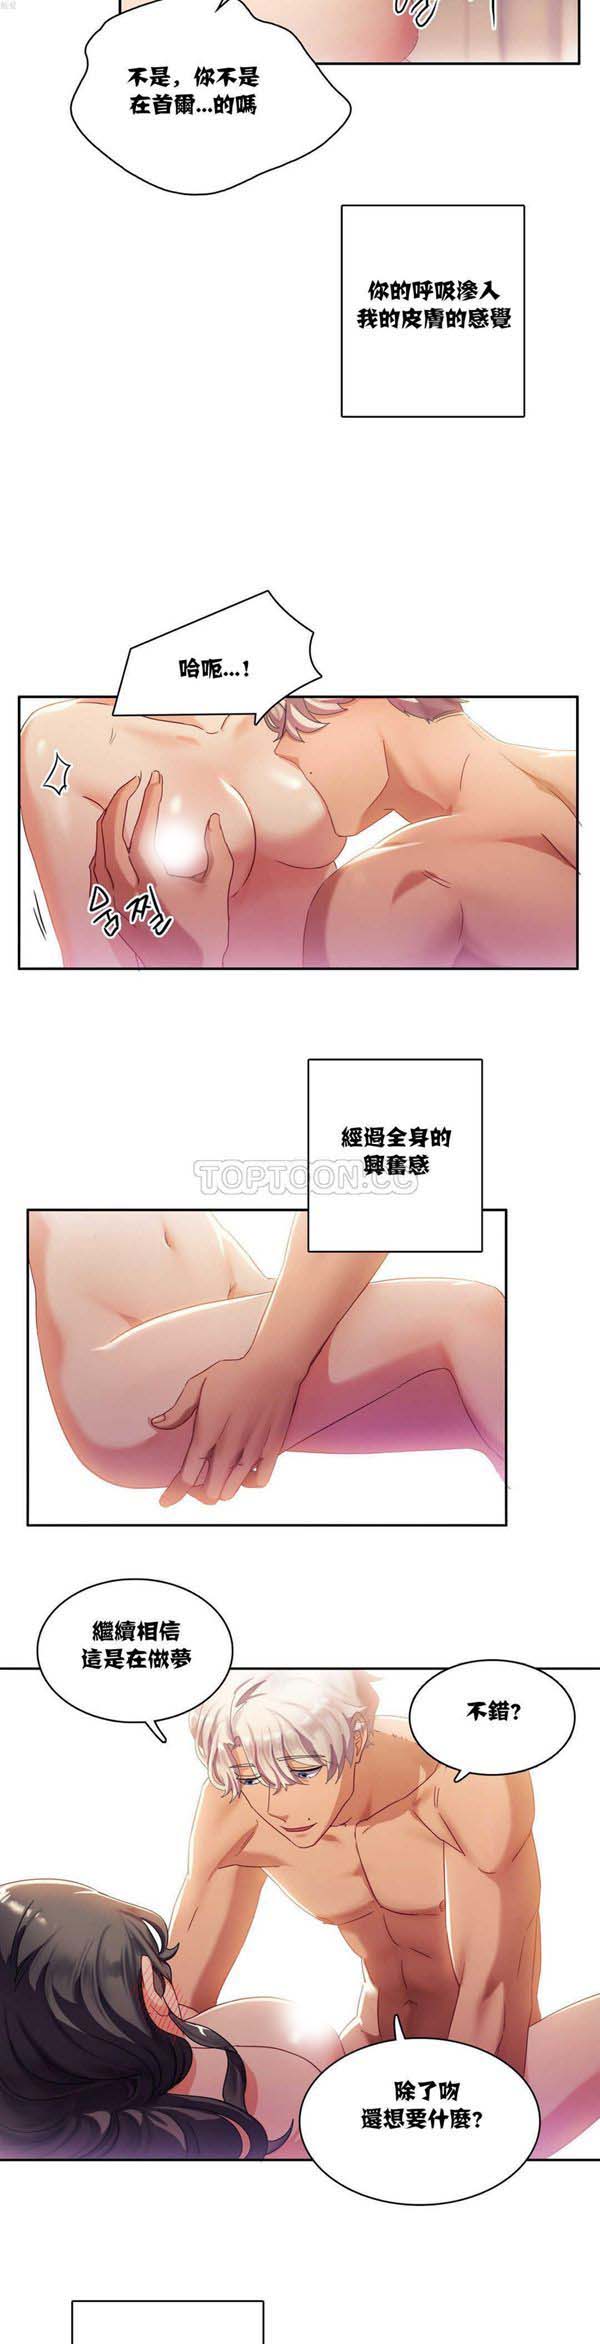 不是，你不是
在首爾...的嗎
你的呼吸滲入
我的皮膚的感覺
哈呃...!
움찔
經過全身的
興奮感
TOPTOON.CC
繼續相信
這是在做夢
不錯?
除了吻
還想要什麼?